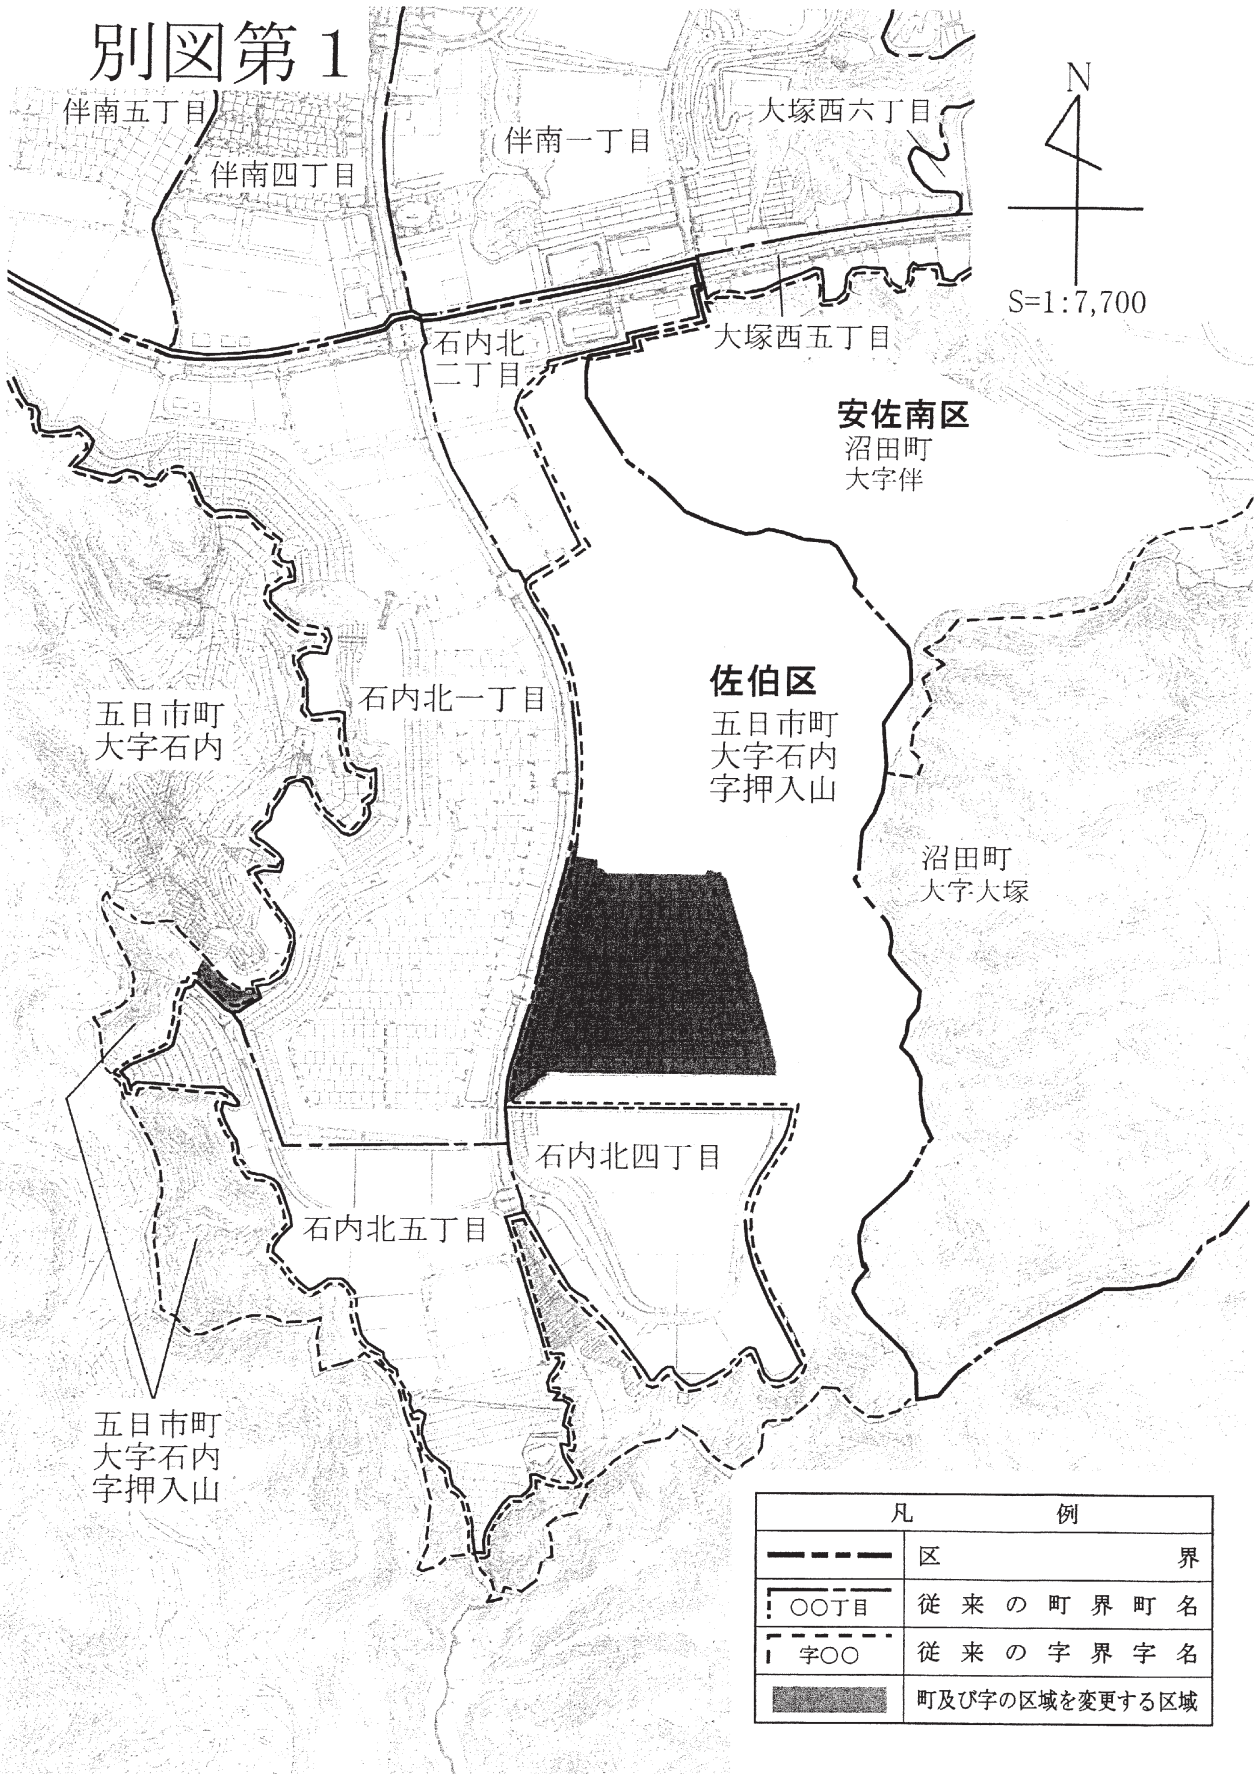 別図第1
伴南五丁目
伴南四丁目
伴南一丁目
大塚西六丁目
N
S=1:7,700
石内北
二丁目
大塚西五丁目
安佐南区
沼田町
大字伴
五日市町
大字石内
石内北一丁目
佐伯区
五日市町
大字石内
字押入山
沼田町
大字大塚
石内北四丁目
石内北五丁目
五日市町
大字石内
字押入山
凡例
区界
○○丁目 従来の町界町名
字○○ 従来の字界字名
町及び字の区域を変更する区域